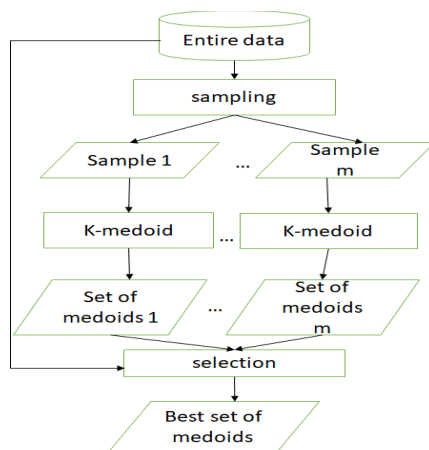 Entire data
sampling
Sample 1
...
Sample
m
K-medoid
...
K-medoid
Set of
medoids 1
...
Set of
medoids
m
selection
Best set of
medoids